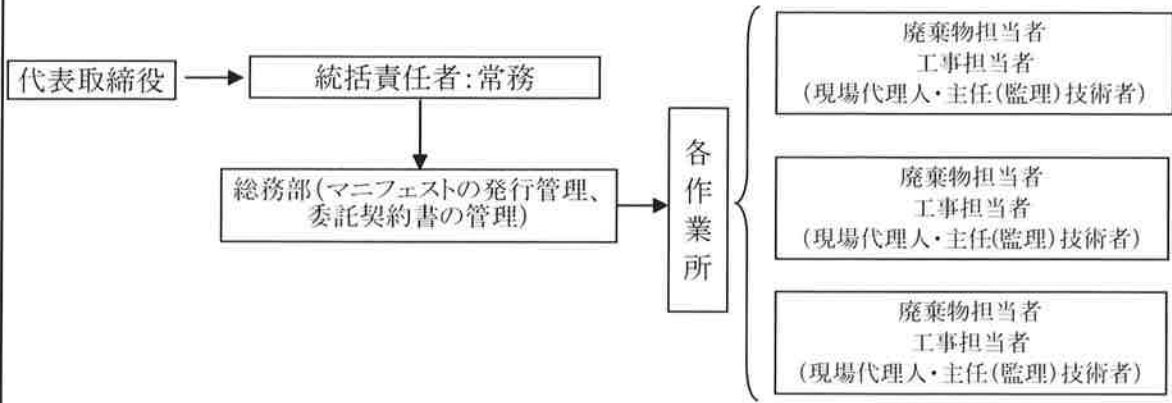 代表取締役
統括責任者:常務
総務部(マニフェストの発行管理、
委託契約書の管理)
各作業所
廃棄物担当者
工事担当者
(現場代理人・主任(監理)技術者)
廃棄物担当者
工事担当者
(現場代理人・主任(監理)技術者)
廃棄物担当者
工事担当者
(現場代理人・主任(監理)技術者)